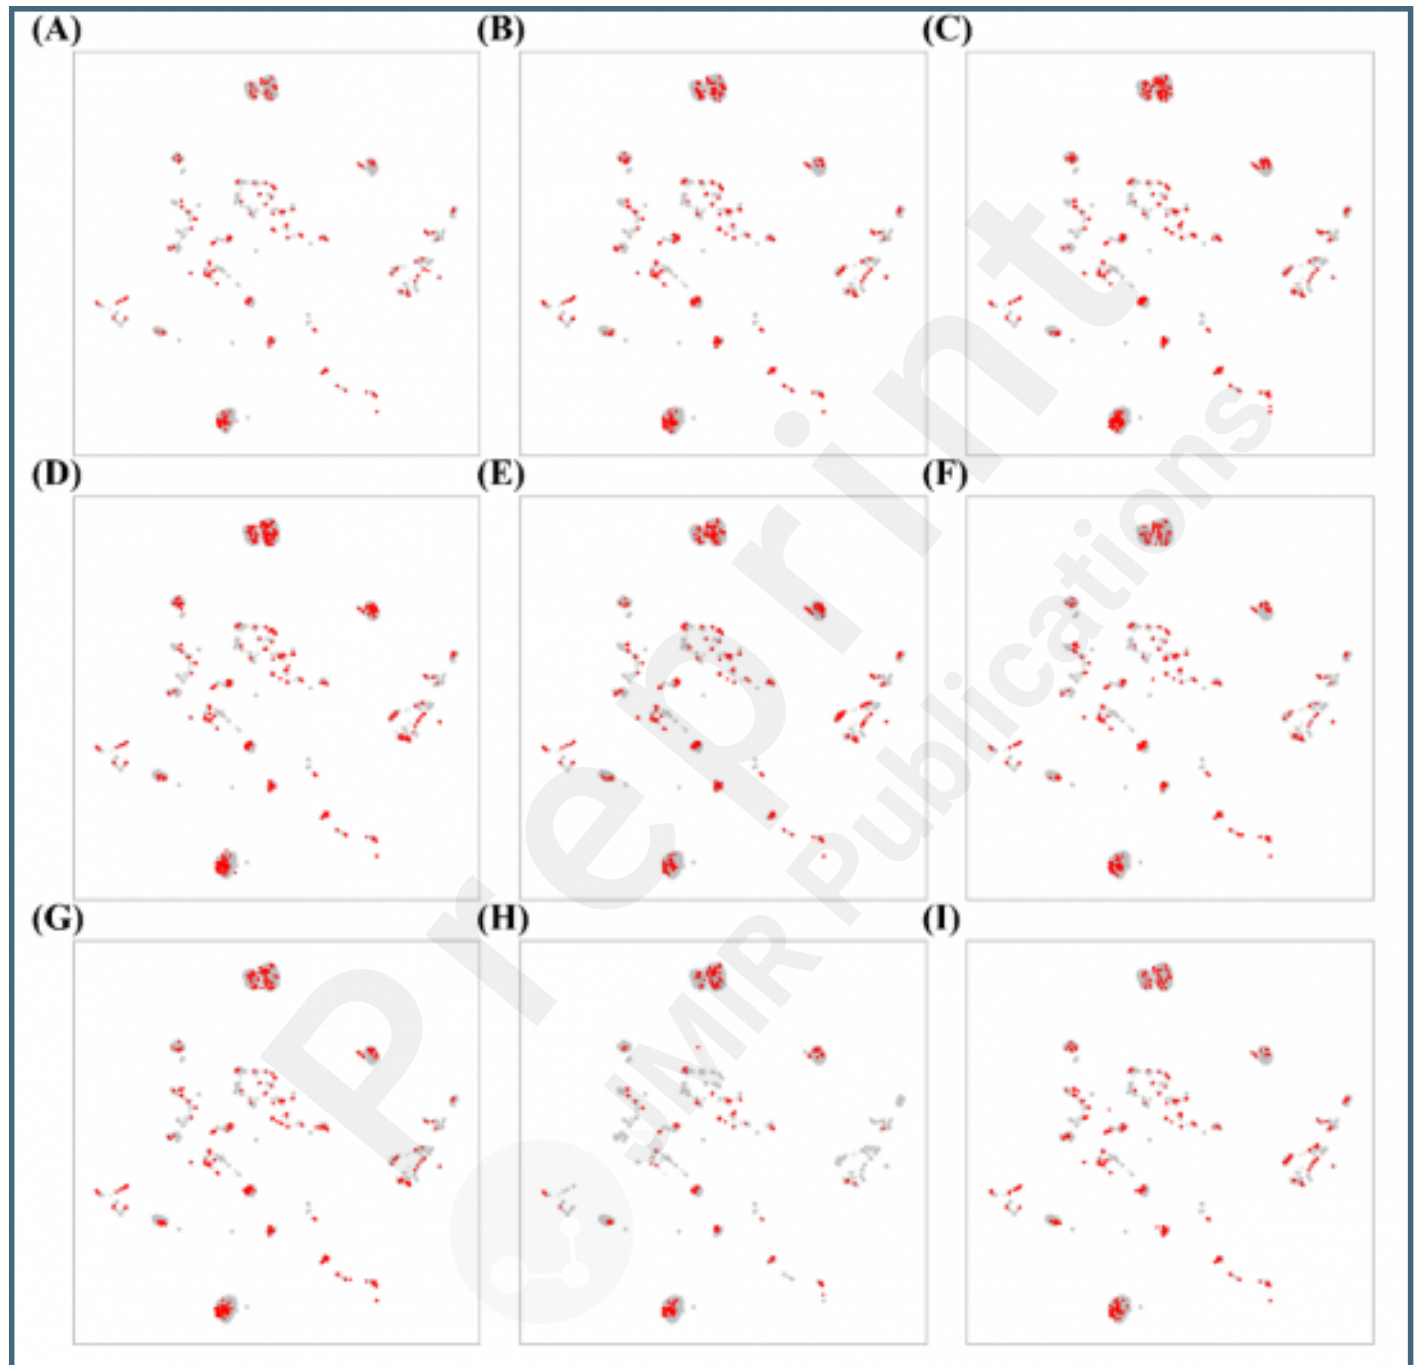 (A) (B) (C)
(D) (E) (F)
(G) (H) (I)
Preprint
JMIR Publications